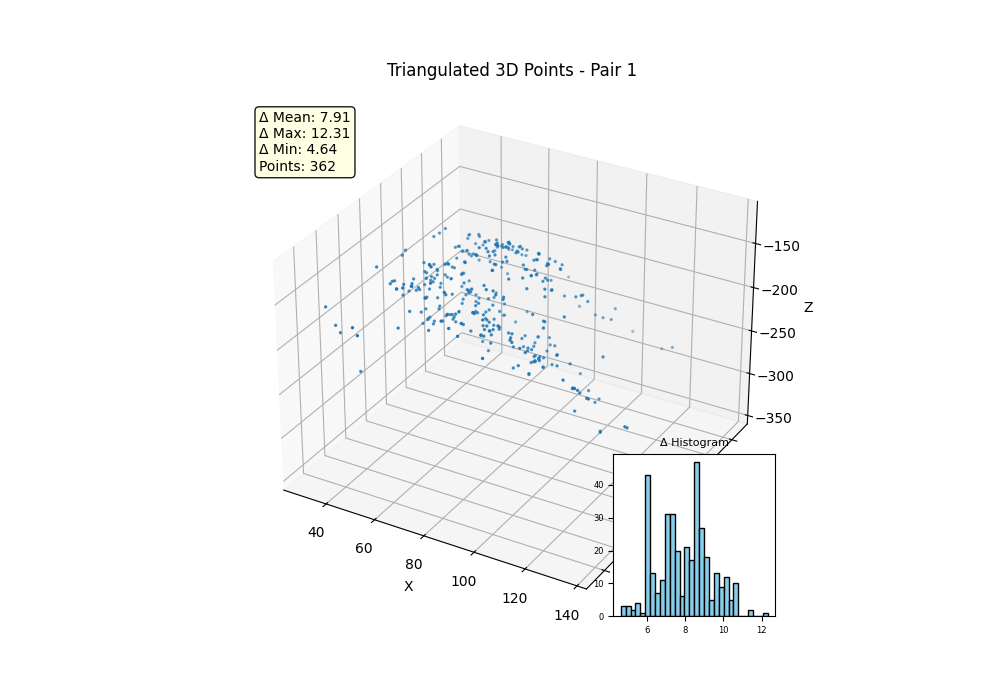 Triangulated 3D Points - Pair 1
Δ Mean: 7.91
Δ Max: 12.31
Δ Min: 4.64
Points: 362
−150
−200
Z
−250
−300
−350
Δ Histogram
40
60
80
100
120
140
X
40
30
20
10
0
6
8
10
12